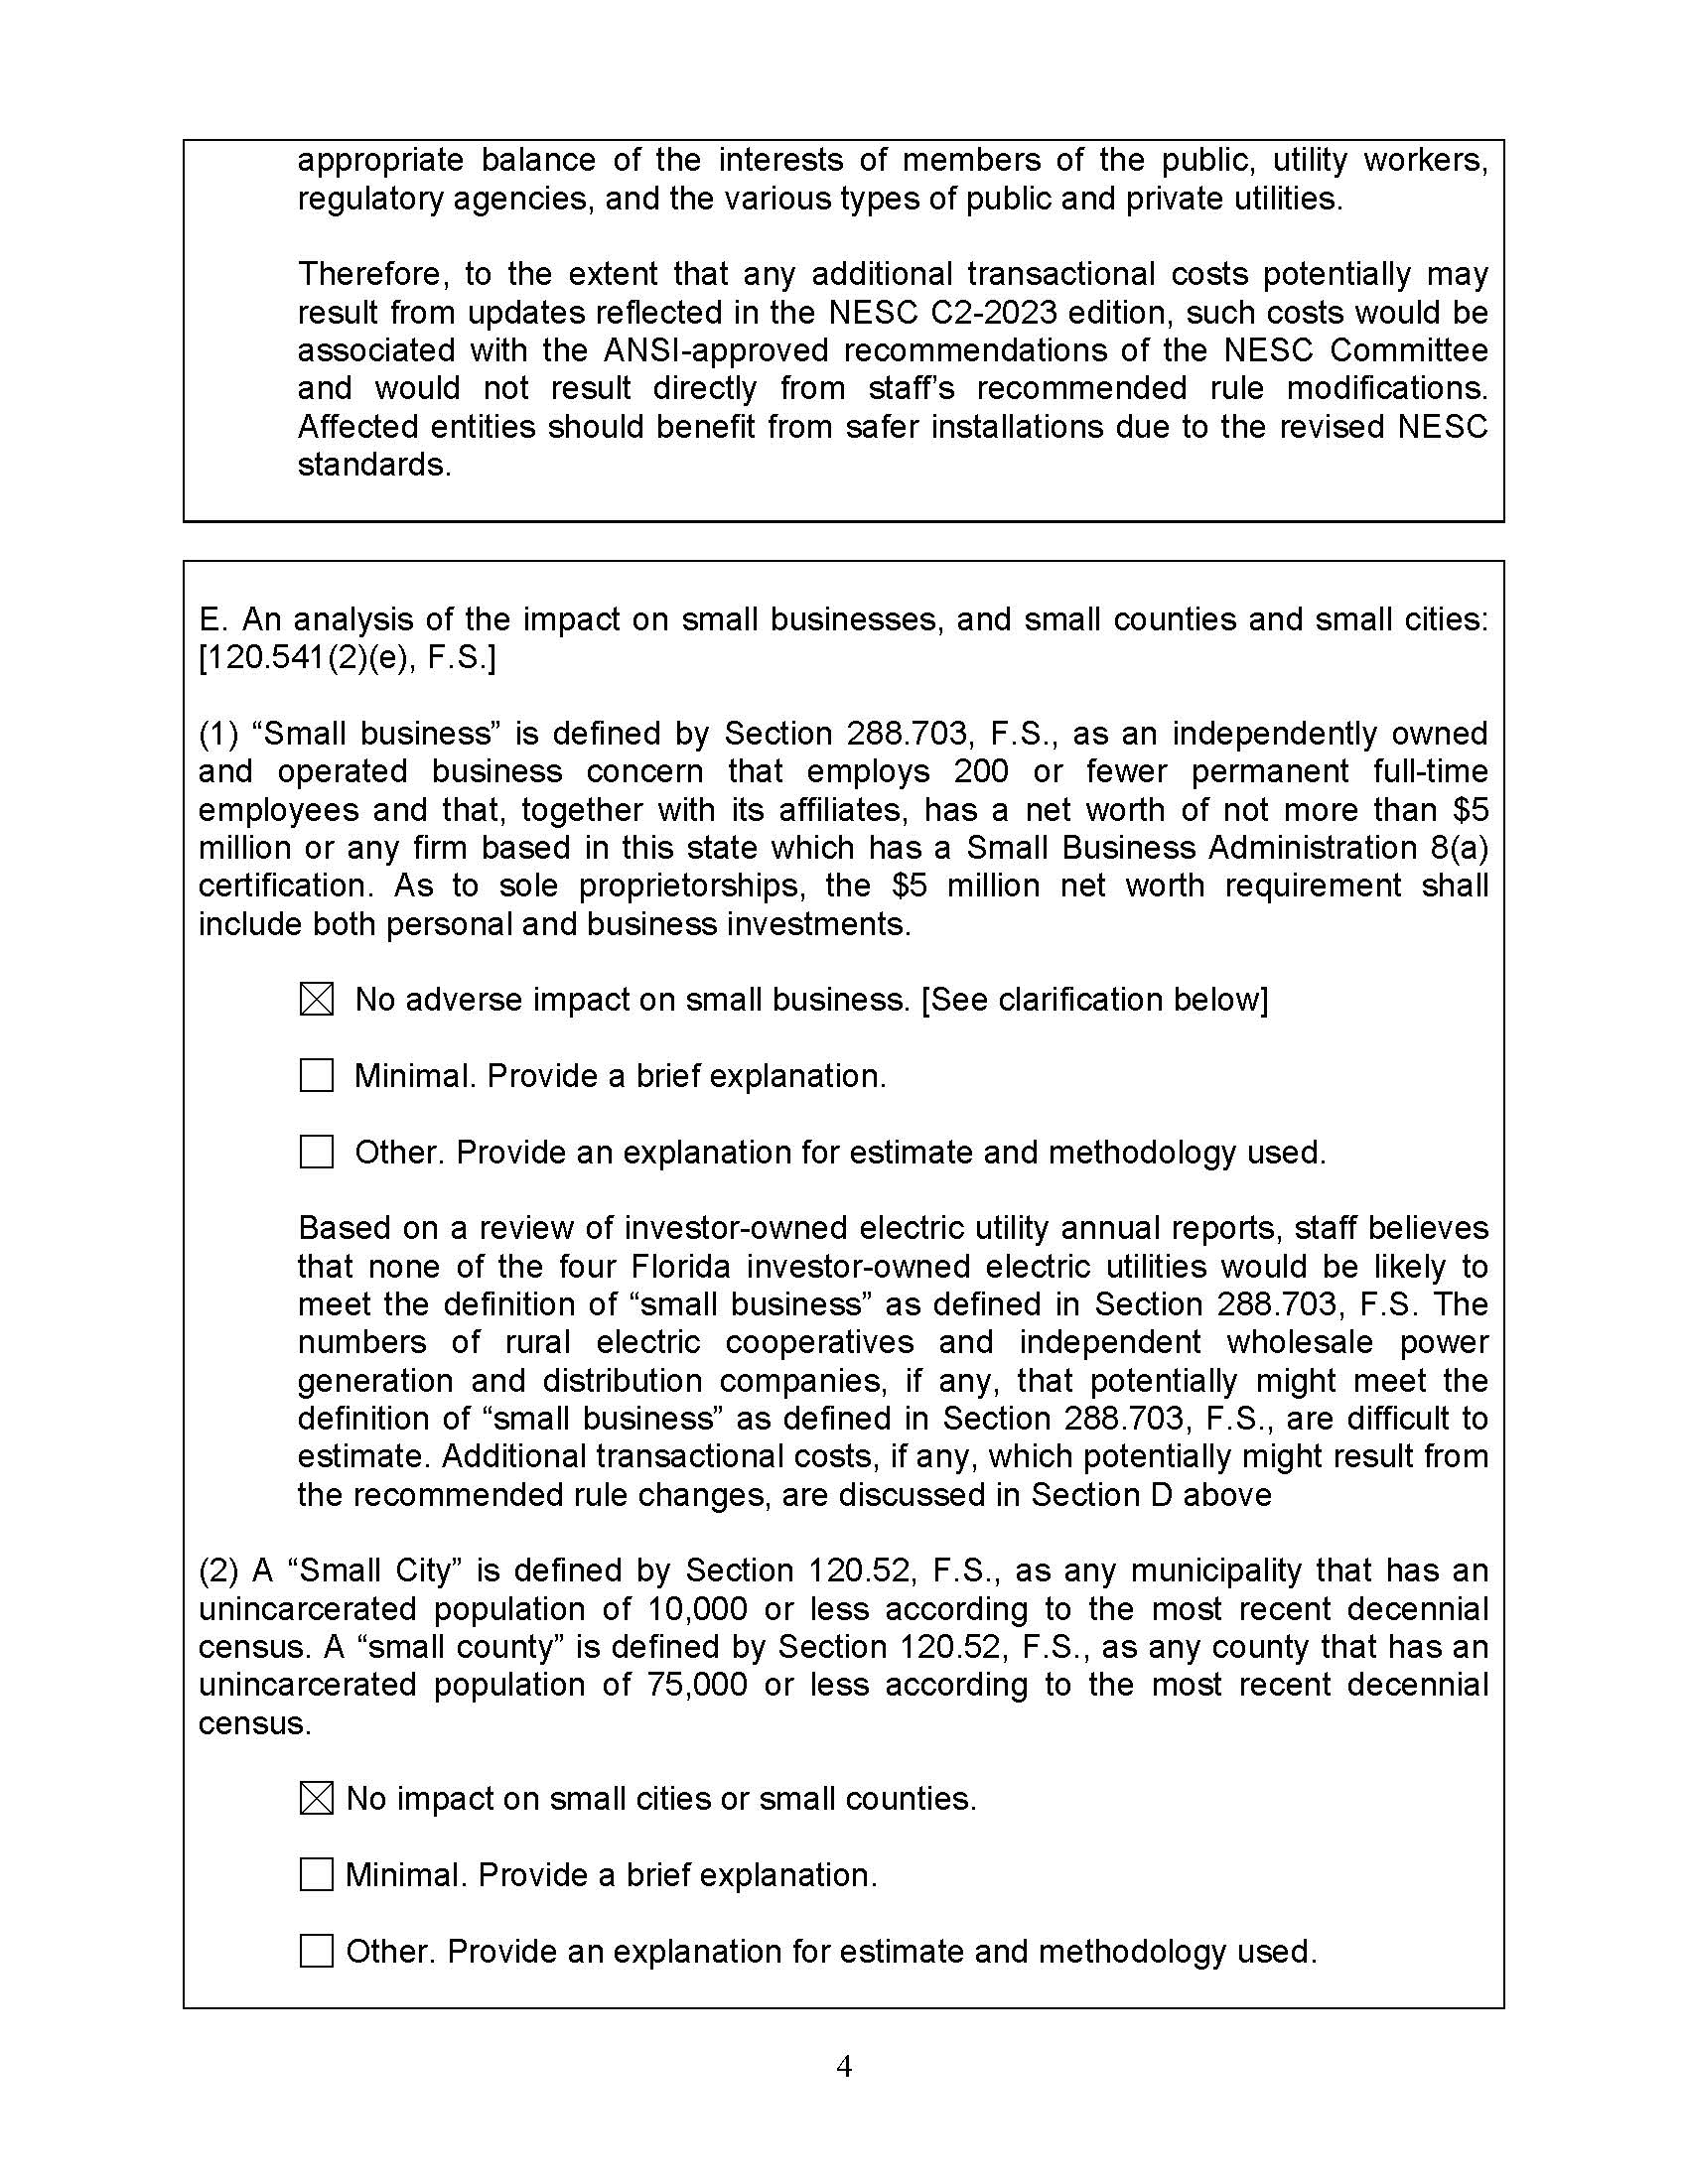 appropriate balance of the interests of members of the public, utility workers,
regulatory agencies, and the various types of public and private utilities.
Therefore, to the extent that any additional transactional costs potentially may
result from updates reflected in the NESC C2-2023 edition, such costs would be
associated with the ANSI-approved recommendations of the NESC Committee
and would not result directly from staff’s recommended rule modifications.
Affected entities should benefit from safer installations due to the revised NESC
standards.
E. An analysis of the impact on small businesses, and small counties and small cities:
[120.541(2)(e), F.S.]
(1) “Small business” is defined by Section 288.703, F.S., as an independently owned
and operated business concern that employs 200 or fewer permanent full-time
employees and that, together with its affiliates, has a net worth of not more than $5
million or any firm based in this state which has a Small Business Administration 8(a)
certification. As to sole proprietorships, the $5 million net worth requirement shall
include both personal and business investments.
☒ No adverse impact on small business. [See clarification below]
☐ Minimal. Provide a brief explanation.
☐ Other. Provide an explanation for estimate and methodology used.
Based on a review of investor-owned electric utility annual reports, staff believes
that none of the four Florida investor-owned electric utilities would be likely to
meet the definition of “small business” as defined in Section 288.703, F.S. The
numbers of rural electric cooperatives and independent wholesale power
generation and distribution companies, if any, that potentially might meet the
definition of “small business” as defined in Section 288.703, F.S., are difficult to
estimate. Additional transactional costs, if any, which potentially might result from
the recommended rule changes, are discussed in Section D above
(2) A “Small City” is defined by Section 120.52, F.S., as any municipality that has an
unincarcerated population of 10,000 or less according to the most recent decennial
census. A “small county” is defined by Section 120.52, F.S., as any county that has an
unincarcerated population of 75,000 or less according to the most recent decennial
census.
☒ No impact on small cities or small counties.
☐ Minimal. Provide a brief explanation.
☐ Other. Provide an explanation for estimate and methodology used.
4